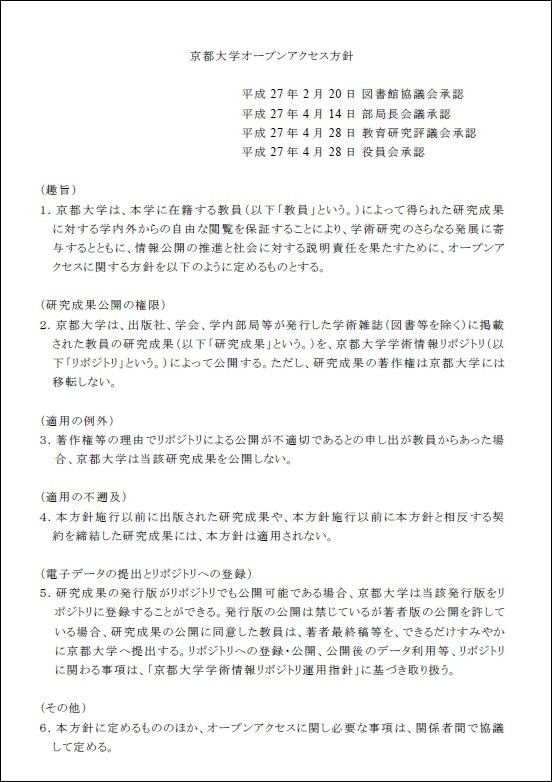 京都大学オープンアクセス方針
平成 27 年 2 月 20 日 図書館協議会承認
平成 27 年 4 月 14 日 部局長会議承認
平成 27 年 4 月 28 日 教育研究評議会承認
平成 27 年 4 月 28 日 役員会承認
（趣旨）
１．京都大学は、本学に在籍する教員（以下「教員」という。）によって得られた研究成果
に対する学内外からの自由な閲覧を保証することにより、学術研究のさらなる発展に寄
与するとともに、情報公開の推進と社会に対する説明責任を果たすために、オープンア
クセスに関する方針を以下のように定めるものとする。
（研究成果公開の権限）
２．京都大学は、出版社、学会、学内部局等が発行した学術雑誌（図書等を除く）に掲載
された教員の研究成果（以下「研究成果」という。）を、京都大学学術情報リポジトリ（以
下「リポジトリ」という。）によって公開する。ただし、研究成果の著作権は京都大学には
移転しない。
（適用の例外）
３．著作権等の理由でリポジトリによる公開が不適切であるとの申し出が教員からあった場
合、京都大学は当該研究成果を公開しない。
（適用の不遡及）
４．本方針施行以前に出版された研究成果や、本方針施行以前に本方針と相反する契
約を締結した研究成果には、本方針は適用されない。
（電子データの提出とリポジトリへの登録）
５．研究成果の発行版がリポジトリでも公開可能である場合、京都大学は当該発行版をリ
ポジトリに登録することができる。発行版の公開は禁じているが著者版の公開を許して
いる場合、研究成果の公開に同意した教員は、著者最終稿等を、できるだけすみやか
に京都大学へ提出する。リポジトリへの登録・公開、公開後のデータ利用等、リポジトリ
に関わる事項は、「京都大学学術情報リポジトリ運用指針」に基づき取り扱う。
（その他）
６．本方針に定めるもののほか、オープンアクセスに関し必要な事項は、関係者間で協議
して定める。